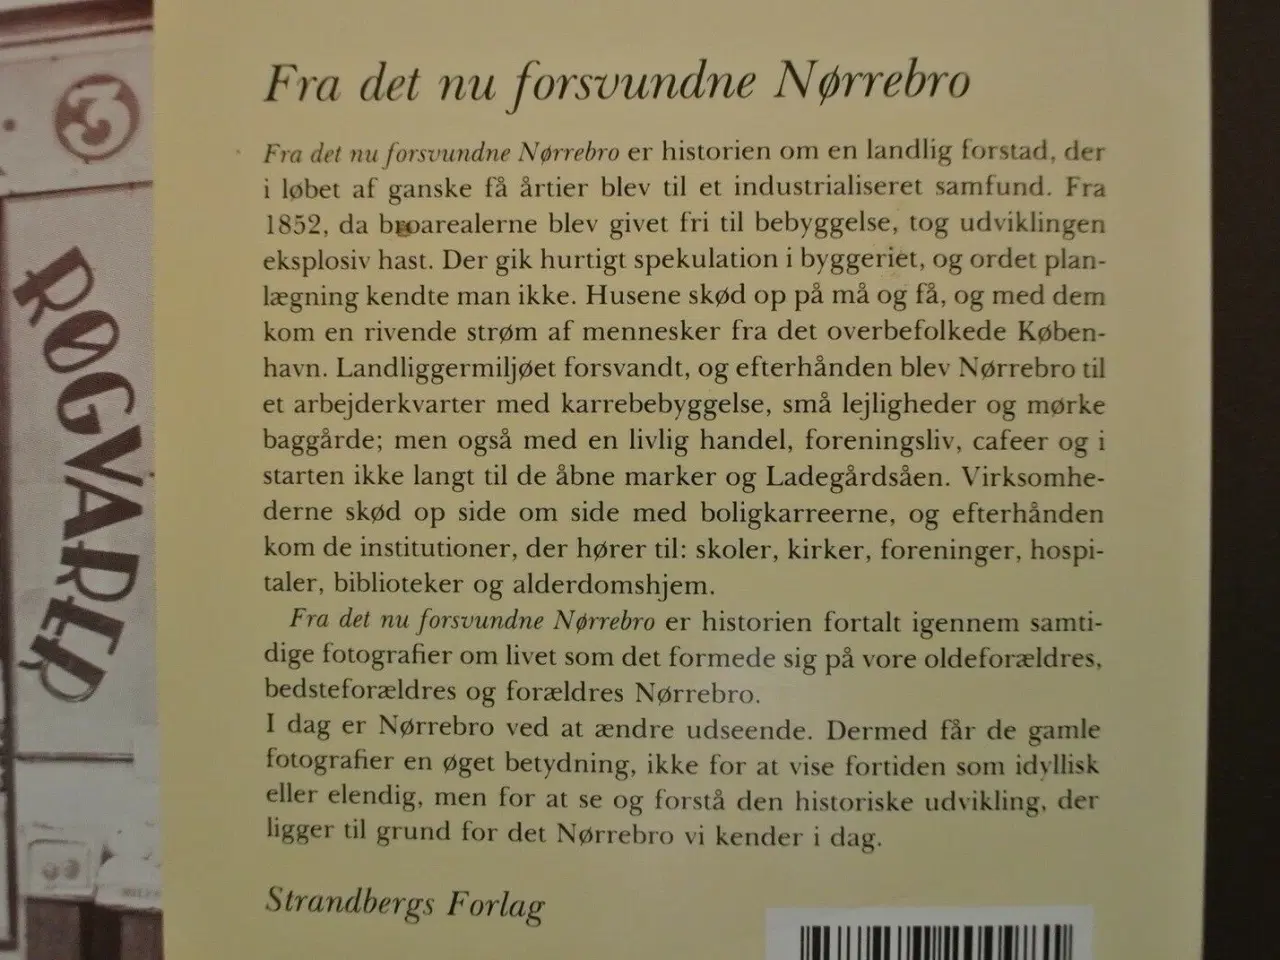 3
RØGVARER
Fra det nu forsvundne Nørrebro
Fra det nu forsvundne Nørrebro er historien om en landlig forstad, der
i løbet af ganske få årtier blev til et industrialiseret samfund. Fra
1852, da broarealerne blev givet fri til bebyggelse, tog udviklingen
eksplosiv hast. Der gik hurtigt spekulation i byggeriet, og ordet plan-
lægning kendte man ikke. Husene skød op på må og få, og med dem
kom en rivende strøm af mennesker fra det overbefolkede Køben-
havn. Landliggermiljøet forsvandt, og efterhånden blev Nørrebro til
et arbejderkvarter med karrebebyggelse, små lejligheder og mørke
baggårde; men også med en livlig handel, foreningsliv, cafeer og i
starten ikke langt til de åbne marker og Ladegårdsåen. Virksomhe-
derne skød op side om side med boligkarreerne, og efterhånden
kom de institutioner, der hører til: skoler, kirker, foreninger, hospi-
taler, biblioteker og alderdomshjem.
Fra det nu forsvundne Nørrebro er historien fortalt igennem samti-
dige fotografier om livet som det formede sig på vore oldeforældres,
bedsteforældres og forældres Nørrebro.
I dag er Nørrebro ved at ændre udseende. Dermed får de gamle
fotografier en øget betydning, ikke for at vise fortiden som idyllisk
eller elendig, men for at se og forstå den historiske udvikling, der
ligger til grund for det Nørrebro vi kender i dag.
Strandbergs Forlag